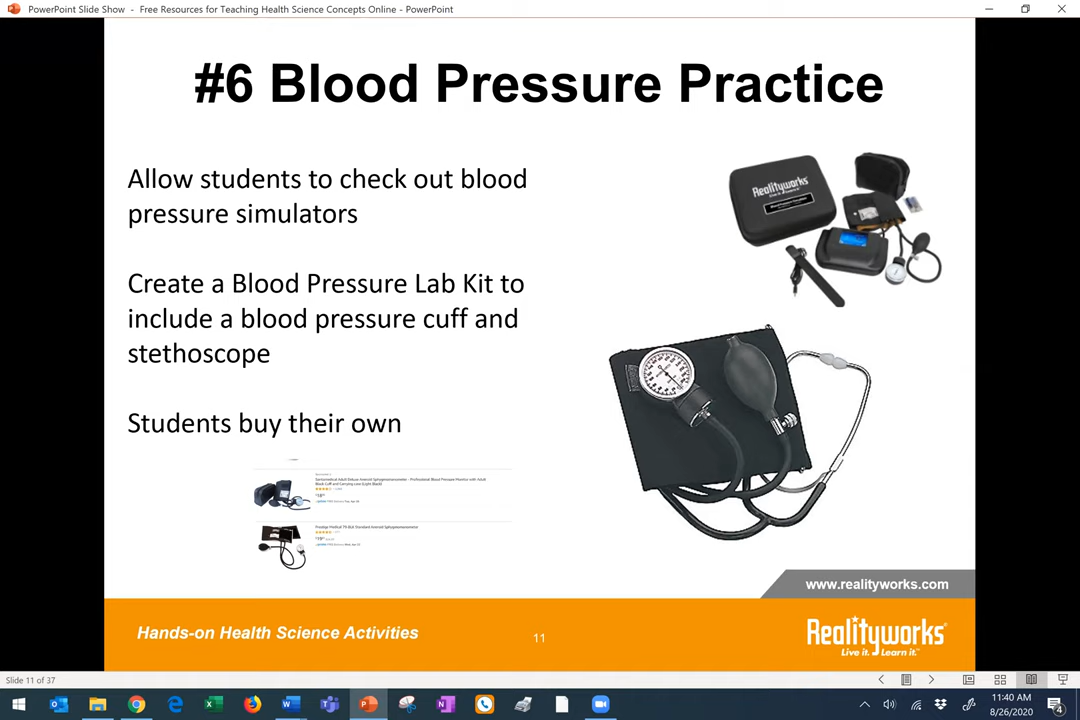 PowerPoint Slide Show - Free Resources for Teaching Health Science Concepts Online - PowerPoint
#6 Blood Pressure Practice
Allow students to check out blood
pressure simulators
Create a Blood Pressure Lab Kit to
include a blood pressure cuff and
stethoscope
Students buy their own
Realityworks
www.realityworks.com
Hands-on Health Science Activities
11
Realityworks
Live it. Learn it.™
Slide 11 of 37
11:40 AM
8/26/2020
4